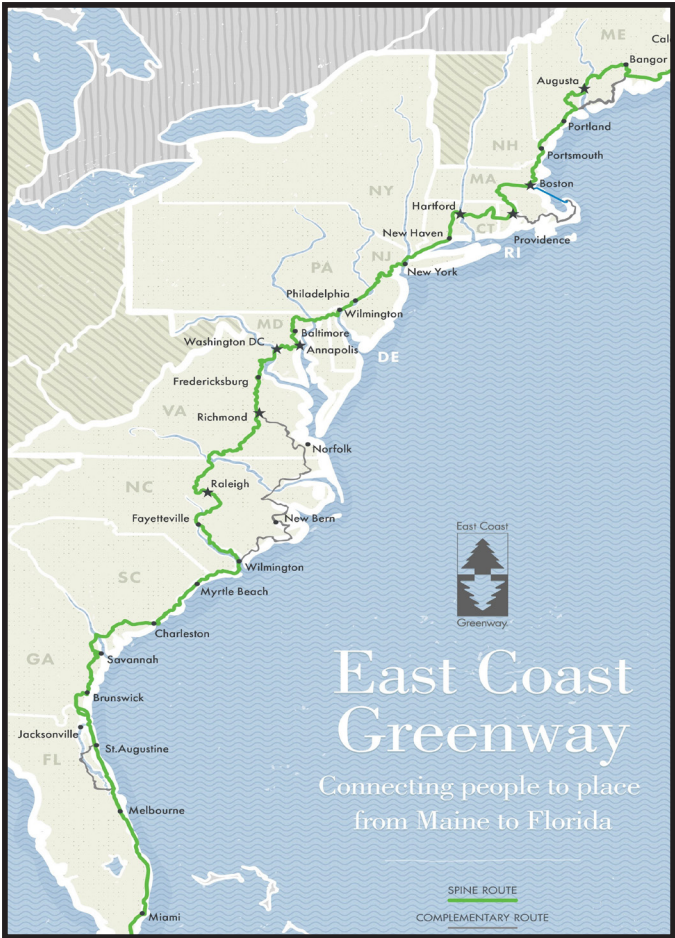 ME
Cal
Bangor
Augusta
Portland
NH
Portsmouth
MA
Boston
NY
Hartford
CT
New Haven
Providence
RI
NJ
New York
PA
Philadelphia
Wilmington
MD
Baltimore
Washington DC
Annapolis
DE
Fredericksburg
VA
Richmond
Norfolk
NC
Raleigh
Fayetteville
New Bern
East Coast
Greenway
Wilmington
SC
Myrtle Beach
Charleston
GA
Savannah
Brunswick
Jacksonville
FL
St.Augustine
Melbourne
Miami
East Coast
Greenway
Connecting people to place
from Maine to Florida
SPINE ROUTE
COMPLEMENTARY ROUTE